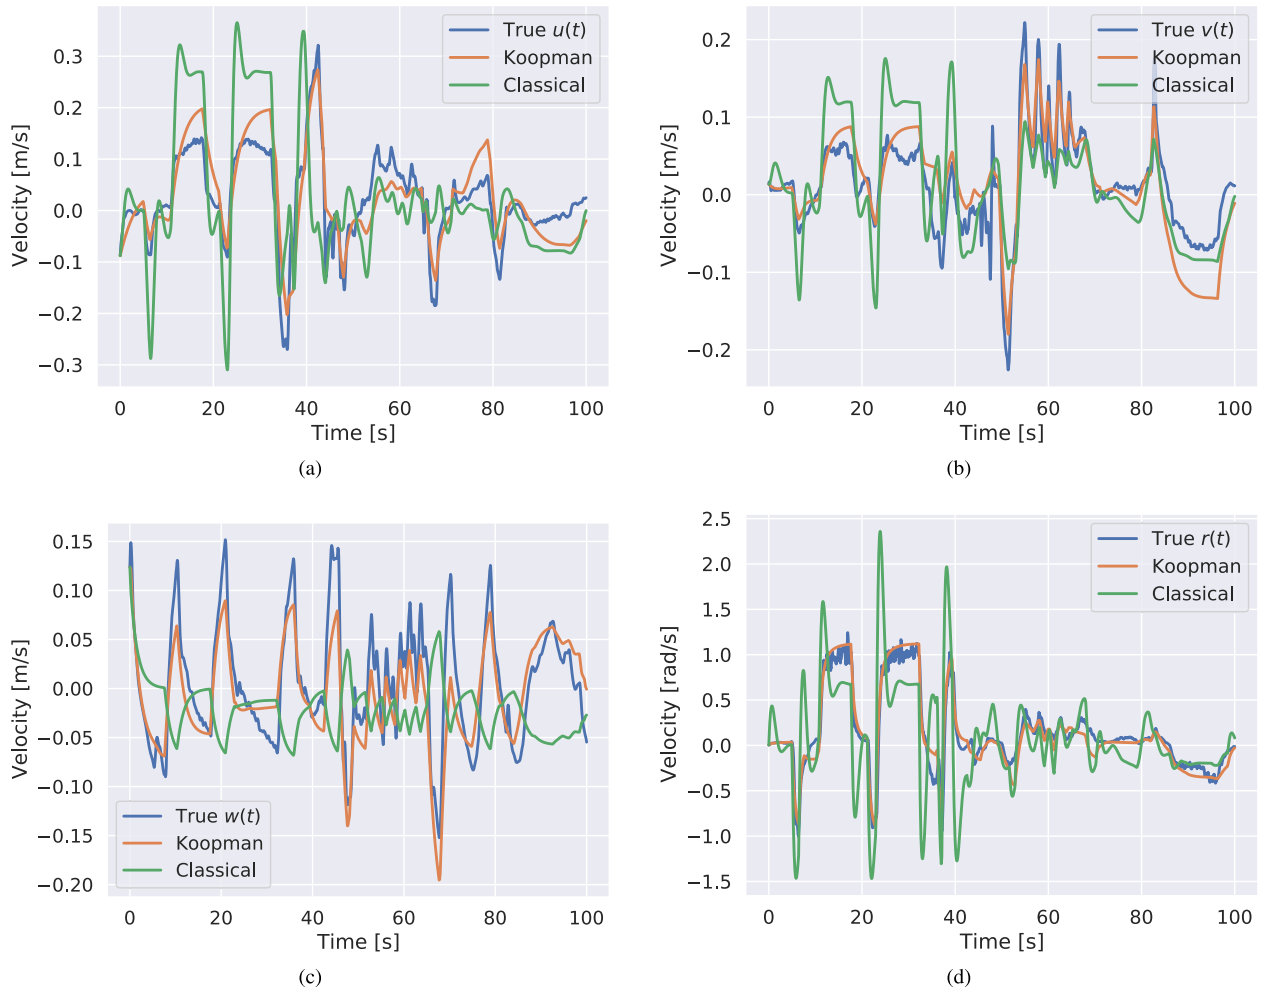 True u(t)
Koopman
Classical
0.3
0.2
0.1
0.0
−0.1
−0.2
−0.3
Velocity [m/s]
0 20 40 60 80 100
Time [s]
(a)
True v(t)
Koopman
Classical
0.2
0.1
0.0
−0.1
−0.2
Velocity [m/s]
0 20 40 60 80 100
Time [s]
(b)
0.15
0.10
0.05
0.00
−0.05
−0.10
−0.15
−0.20
Velocity [m/s]
True w(t)
Koopman
Classical
0 20 40 60 80 100
Time [s]
(c)
True r(t)
Koopman
Classical
2.5
2.0
1.5
1.0
0.5
0.0
−0.5
−1.0
−1.5
Velocity [rad/s]
0 20 40 60 80 100
Time [s]
(d)